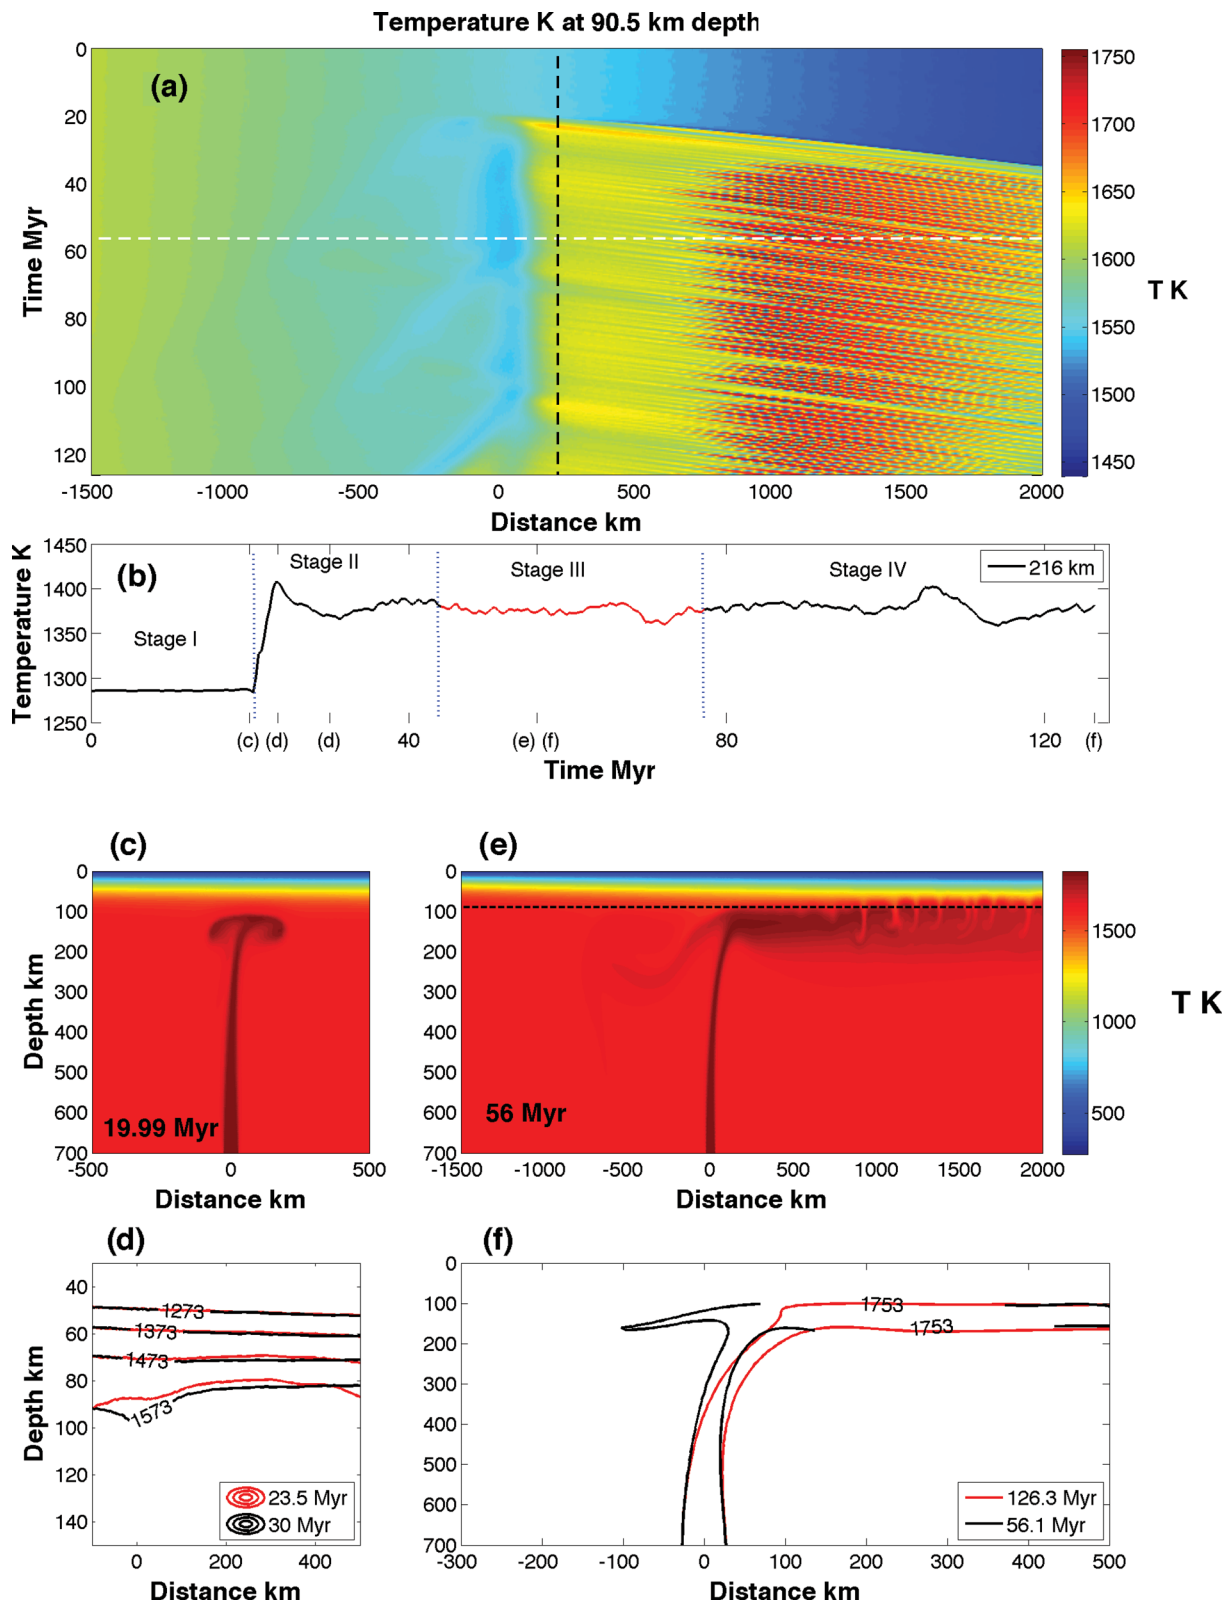 Temperature K at 90.5 km depth
(a)
0
20
40
60
80
100
120
Time Myr
-1500
-1000
-500
0
500
1000
1500
2000
Distance km
1750
1700
1650
1600
1550
1500
1450
T K
(b)
1450
1400
1350
1300
1250
Temperature K
Stage I
Stage II
Stage III
Stage IV
216 km
0
(c)
(d)
(d)
40
(e)
(f)
80
120
(f)
Time Myr
(c)
0
100
200
300
400
500
600
700
Depth km
19.99 Myr
-500
0
500
Distance km
(e)
0
100
200
300
400
500
600
700
56 Myr
-1500
-1000
-500
0
500
1000
1500
2000
Distance km
1500
1000
500
T K
(d)
40
60
80
100
120
140
Depth km
1273
1373
1473
1573
23.5 Myr
30 Myr
0
200
400
Distance km
(f)
0
100
200
300
400
500
600
700
1753
1753
126.3 Myr
56.1 Myr
-300
-200
-100
0
100
200
300
400
500
Distance km